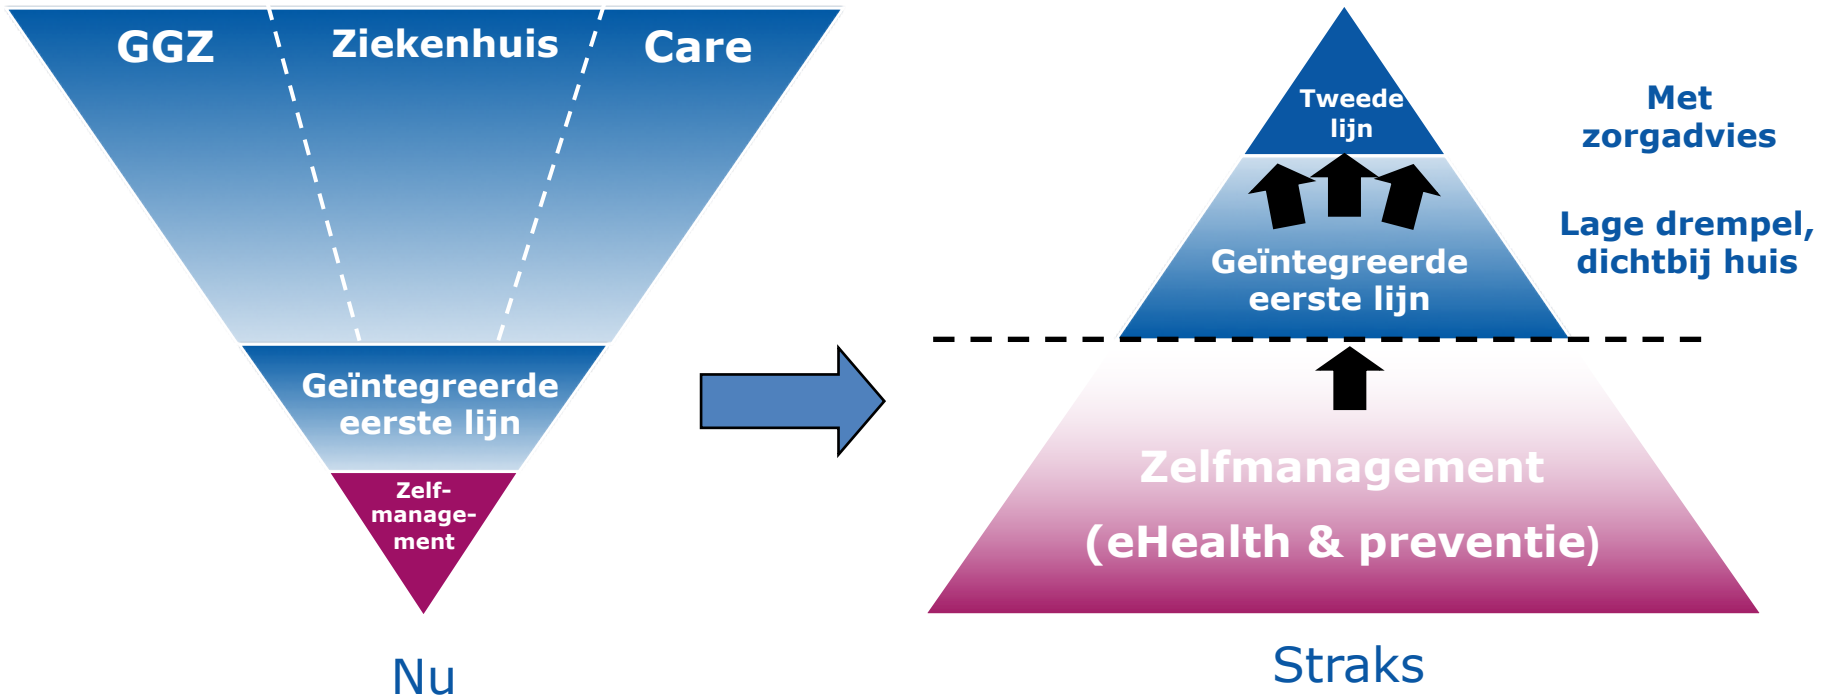 GGZ
Ziekenhuis
Care
Geïntegreerde
eerste lijn
Zelf-
manage-
ment
Nu
Tweede
lijn
Geïntegreerde
eerste lijn
Zelfmanagement
(eHealth & preventie)
Straks
Met
zorgadvies
Lage drempel,
dichtbij huis